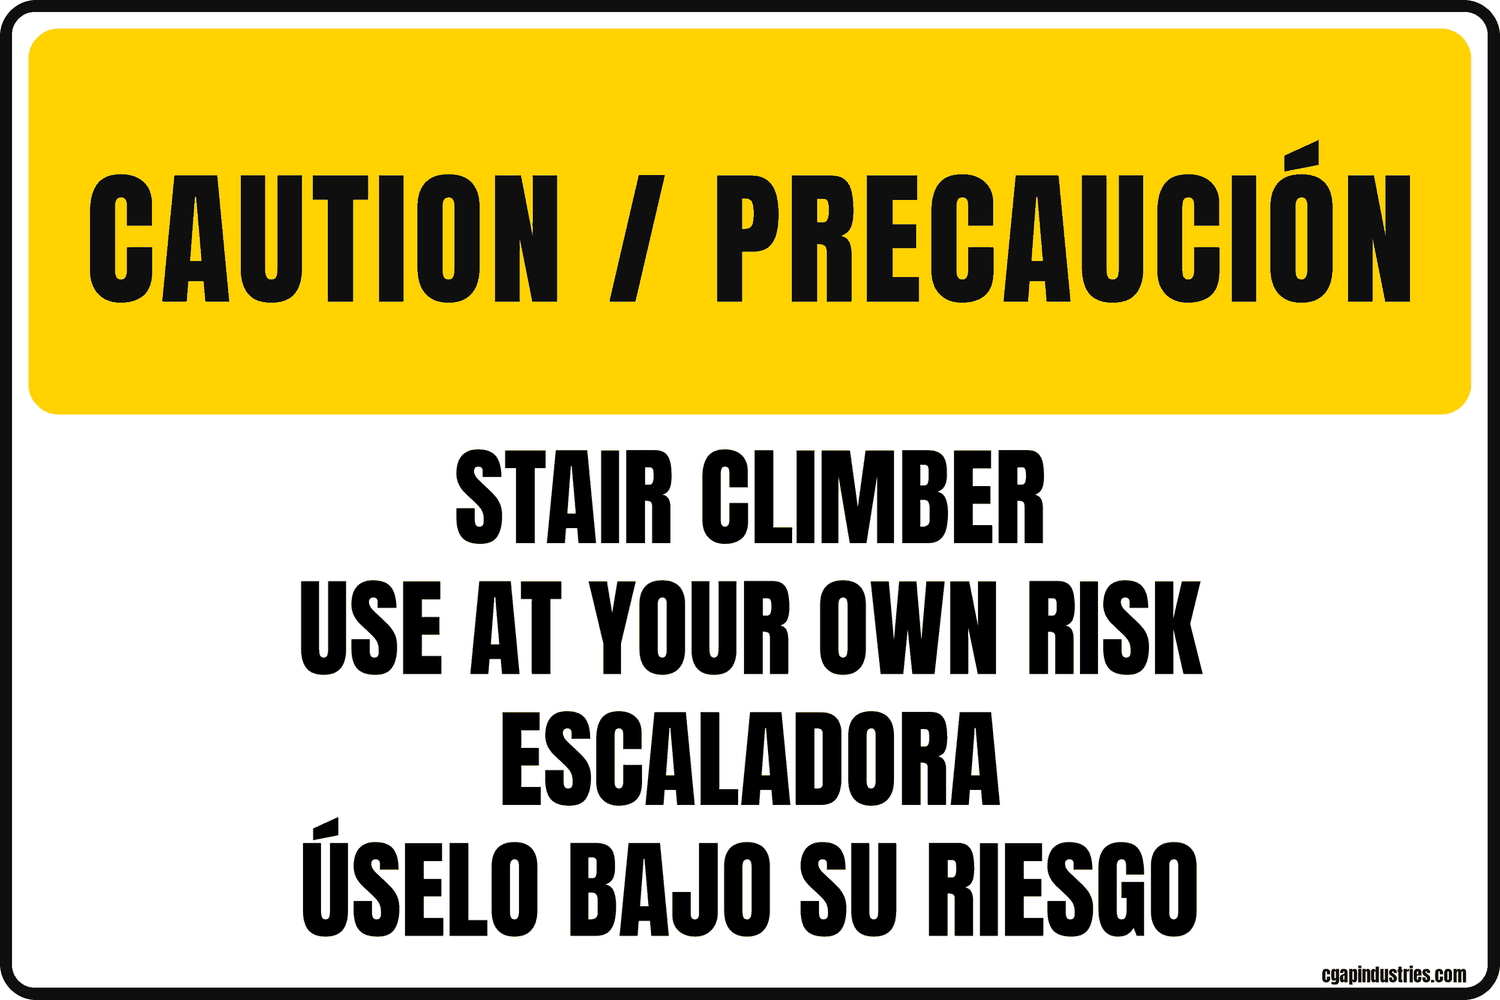 CAUTION / PRECAUCIÓN
STAIR CLIMBER
USE AT YOUR OWN RISK
ESCALADORA
ÚSELO BAJO SU RIESGO
cgapindustries.com